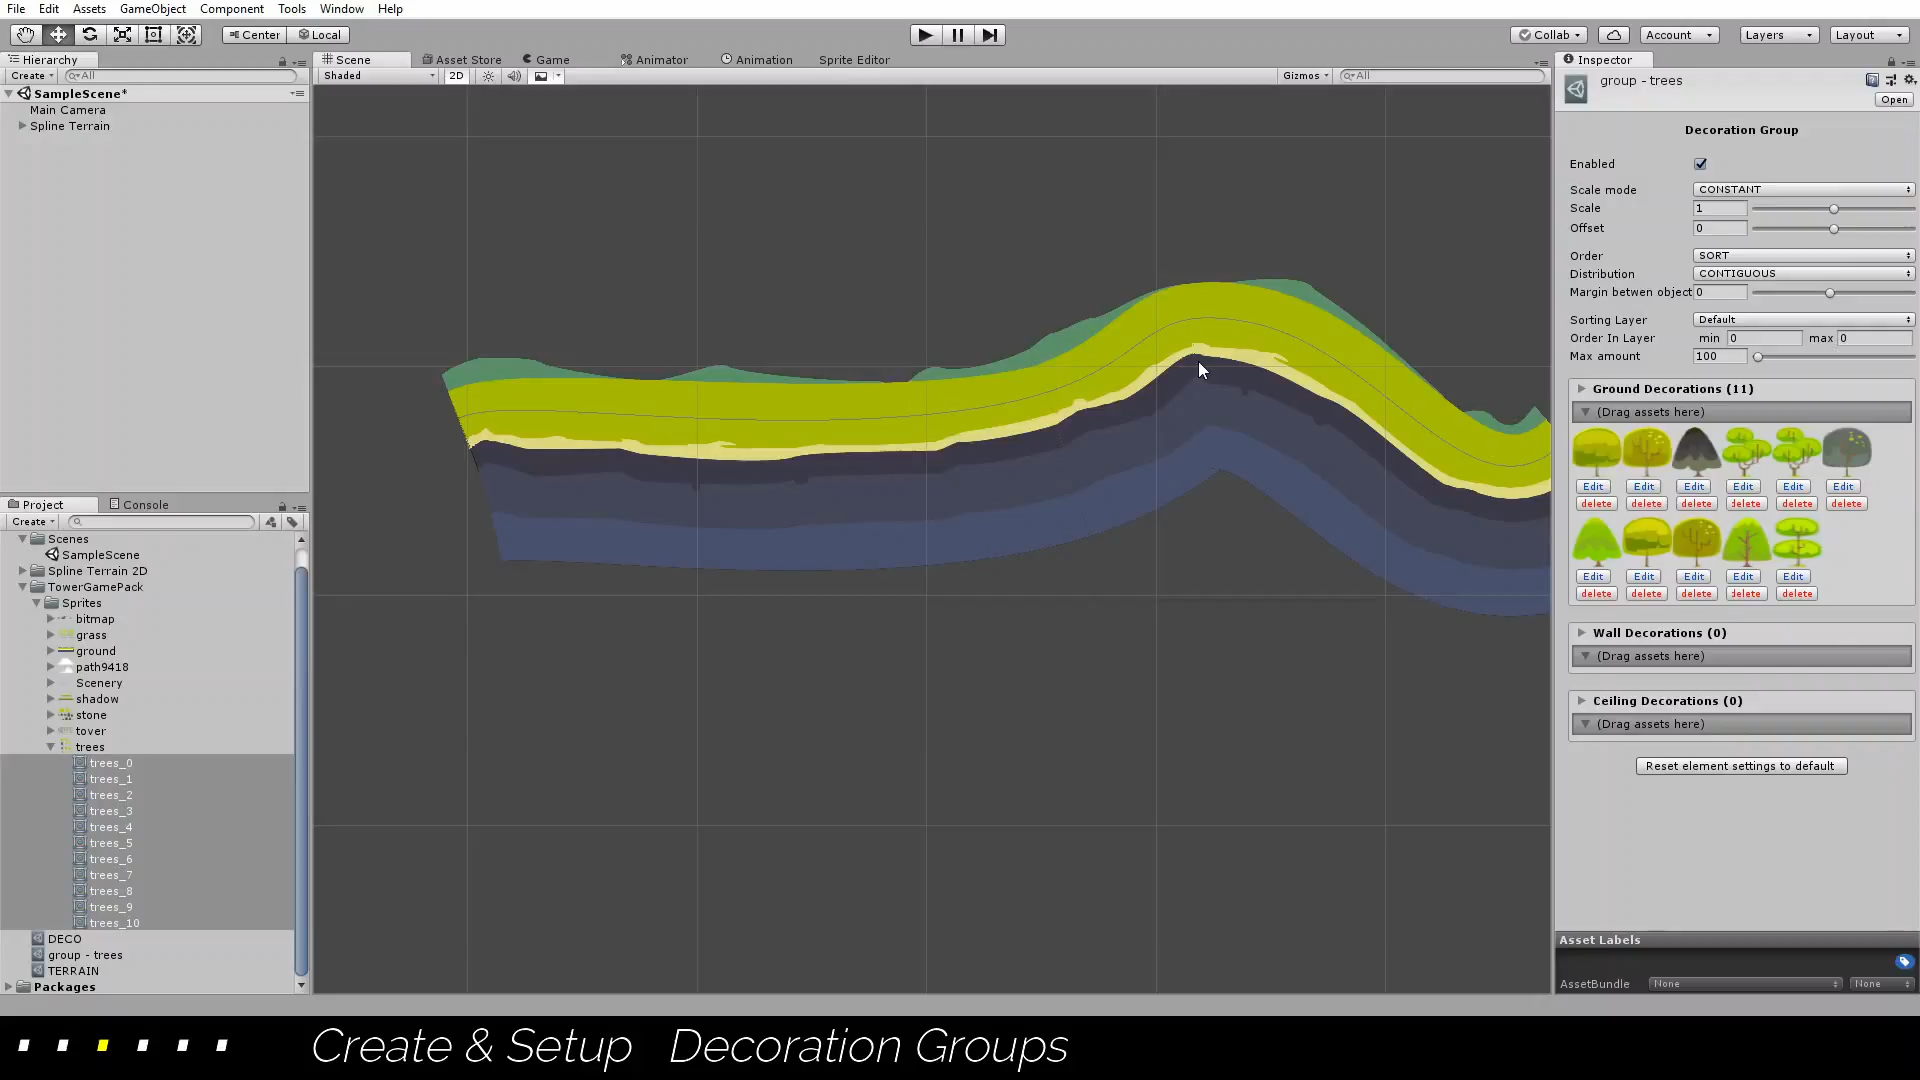 File Edit Assets GameObject Component Tools Window Help
Center Local
Collab Account Layers Layout
Hierarchy
Create All
SampleScene*
Main Camera
Spline Terrain
Scene Asset Store Game Animator Animation Sprite Editor
Shaded 2D Gizmos All
Inspector
group - trees
Open
Decoration Group
Enabled
Scale mode CONSTANT
Scale 1
Offset 0
Order SORT
Distribution CONTIGUOUS
Margin betwen object 0
Sorting Layer Default
Order In Layer min 0 max 0
Max amount 100
Ground Decorations (11)
(Drag assets here)
Edit Edit Edit Edit Edit Edit
delete delete delete delete delete delete
Edit Edit Edit Edit Edit
delete delete delete delete delete
Wall Decorations (0)
(Drag assets here)
Ceiling Decorations (0)
(Drag assets here)
Reset element settings to default
Asset Labels
AssetBundle None None
Project Console
Create
Scenes
SampleScene
Spline Terrain 2D
TowerGamePack
Sprites
bitmap
grass
ground
path9418
Scenery
shadow
stone
tover
trees
trees_0
trees_1
trees_2
trees_3
trees_4
trees_5
trees_6
trees_7
trees_8
trees_9
trees_10
DECO
group - trees
TERRAIN
Packages
Create & Setup Decoration Groups